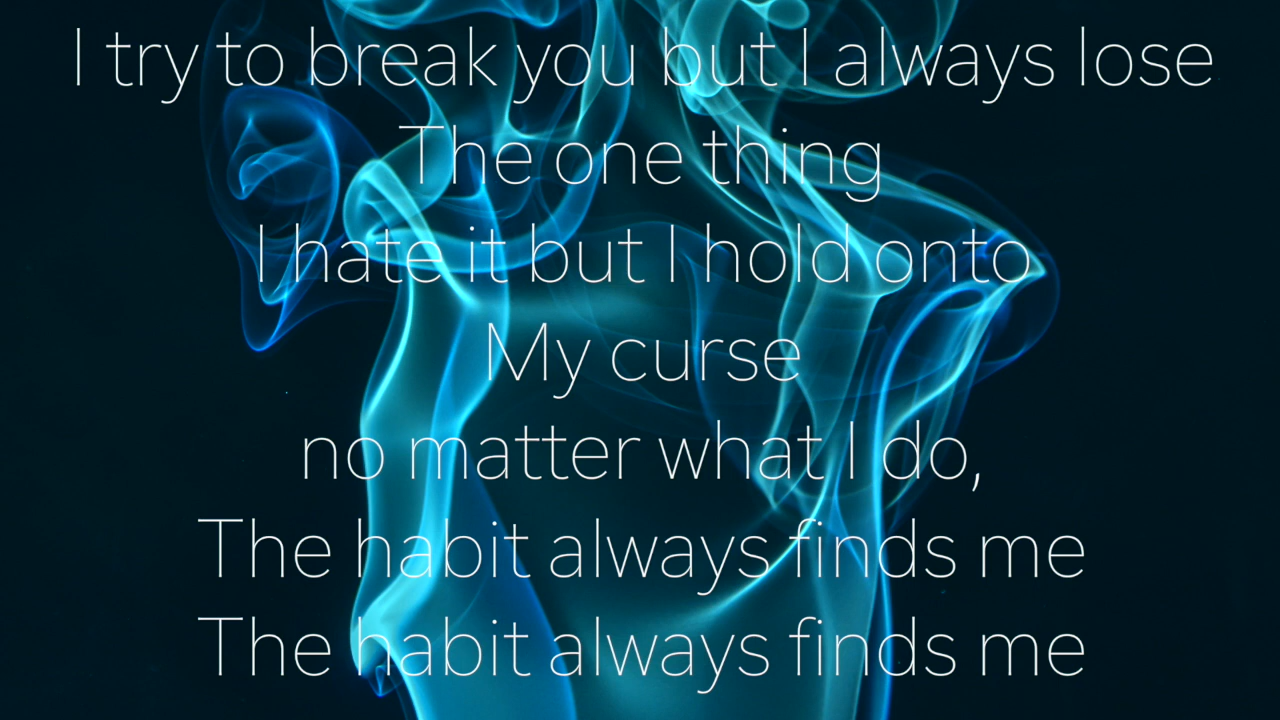 I try to break you but I always lose
The one thing
I hate it but I hold onto
My curse
no matter what I do,
The habit always finds me
The habit always finds me